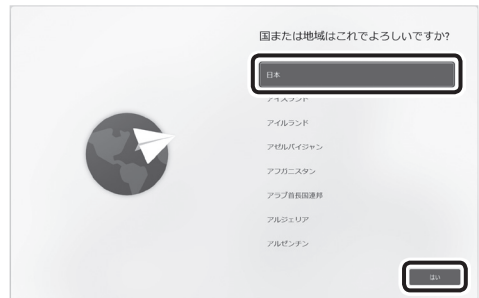 国または地域はこれでよろしいですか?
日本
アイスランド
アイルランド
アゼルバイジャン
アフガニスタン
アラブ首長国連邦
アルジェリア
アルゼンチン
はい